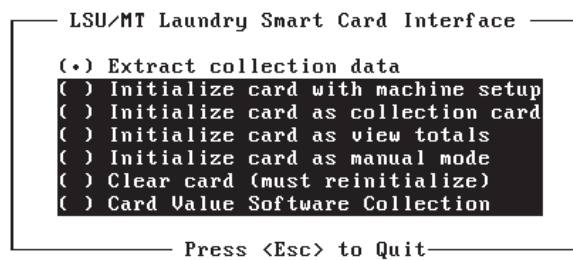 LSU/MT Laundry Smart Card Interface
(•) Extract collection data
( ) Initialize card with machine setup
( ) Initialize card as collection card
( ) Initialize card as view totals
( ) Initialize card as manual mode
( ) Clear card (must reinitialize)
( ) Card Value Software Collection
Press <Esc> to Quit